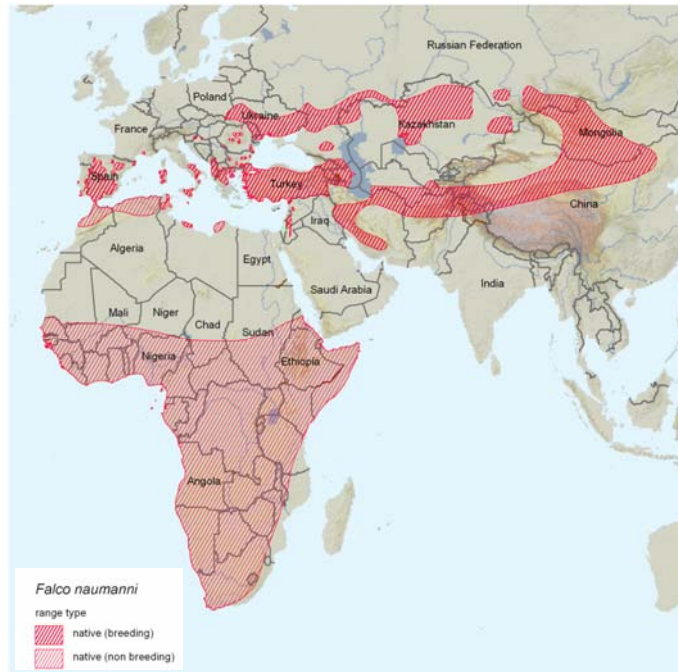 Russian Federation
Poland
Ukraine
France
Kazakhstan
Mongolia
Spain
Turkey
China
Iraq
Algeria
Egypt
Saudi Arabia
India
Mali
Niger
Chad
Sudan
Nigeria
Ethiopia
Angola
Falco naumanni
range type
native (breeding)
native (non breeding)